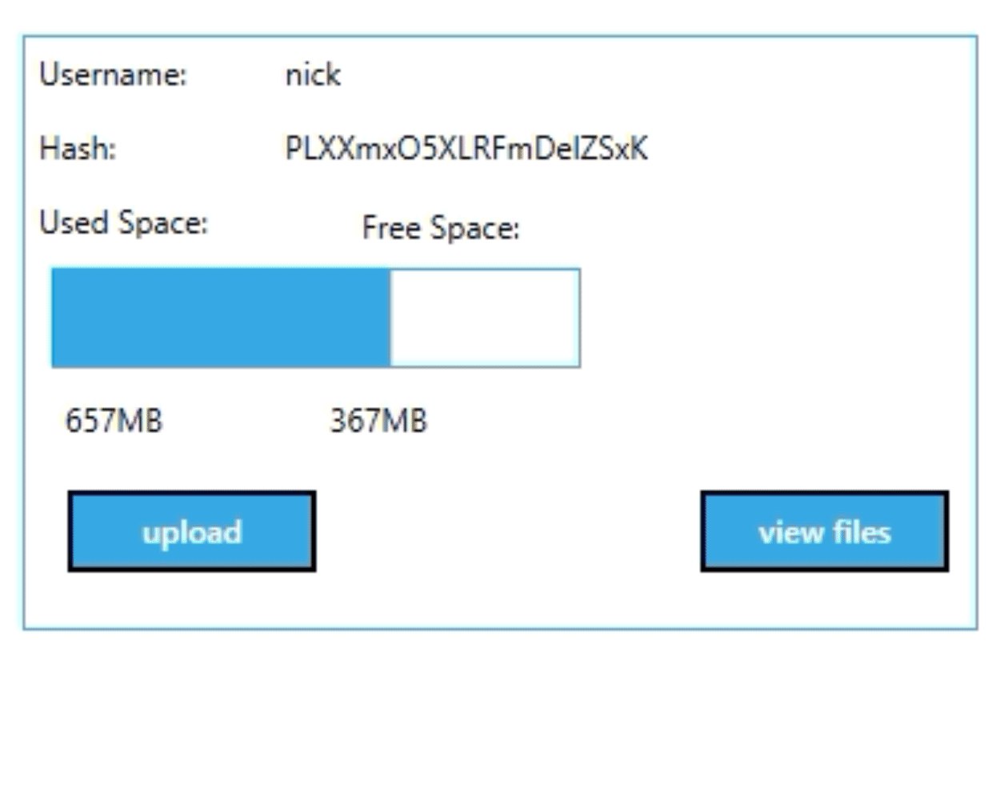 Username: nick
Hash: PLXXmxO5XLRFmDelZSxK
Used Space: Free Space:
657MB 367MB
upload view files